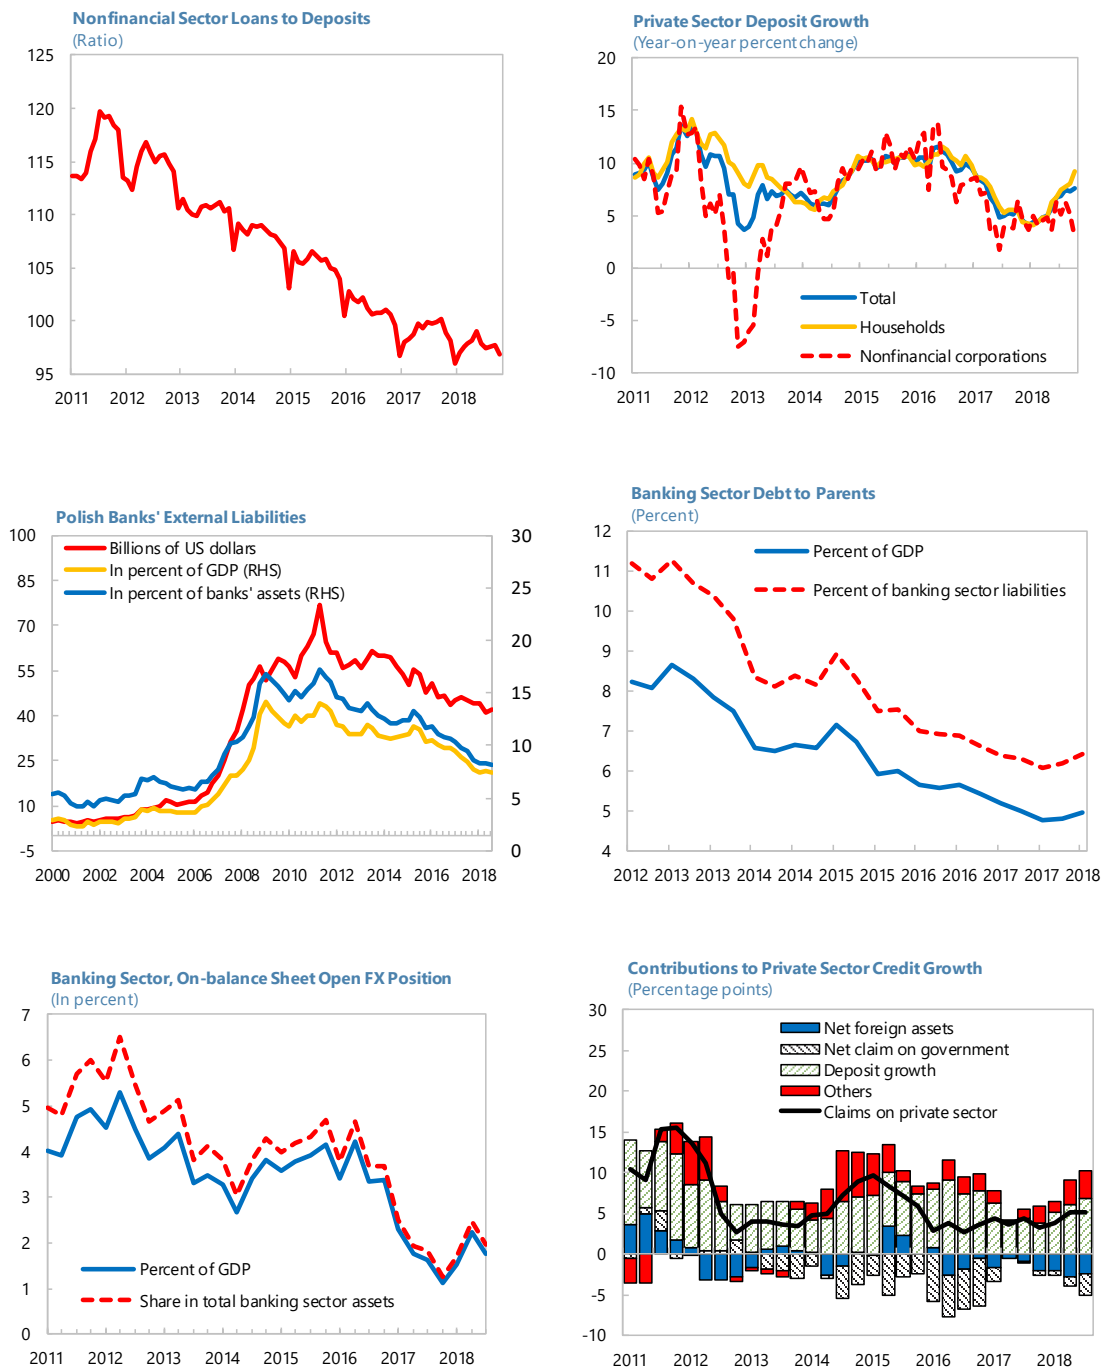 Nonfinancial Sector Loans to Deposits
(Ratio)
125
120
115
110
105
100
95
2011 2012 2013 2014 2015 2016 2017 2018
Private Sector Deposit Growth
(Year-on-year percent change)
20
15
10
5
0
-5
-10
Total
Households
Nonfinancial corporations
2011 2012 2013 2014 2015 2016 2017 2018
Polish Banks' External Liabilities
100
85
70
55
40
25
10
-5
30
25
20
15
10
5
0
Billions of US dollars
In percent of GDP (RHS)
In percent of banks' assets (RHS)
2000 2002 2004 2006 2008 2010 2012 2014 2016 2018
Banking Sector Debt to Parents
(Percent)
12
11
10
9
8
7
6
5
4
Percent of GDP
Percent of banking sector liabilities
2012 2013 2013 2014 2014 2015 2015 2016 2016 2017 2017 2018
Banking Sector, On-balance Sheet Open FX Position
(In percent)
7
6
5
4
3
2
1
0
Percent of GDP
Share in total banking sector assets
2011 2012 2013 2014 2015 2016 2017 2018
Contributions to Private Sector Credit Growth
(Percentage points)
30
25
20
15
10
5
0
-5
-10
Net foreign assets
Net claim on government
Deposit growth
Others
Claims on private sector
2011 2012 2013 2014 2015 2016 2017 2018